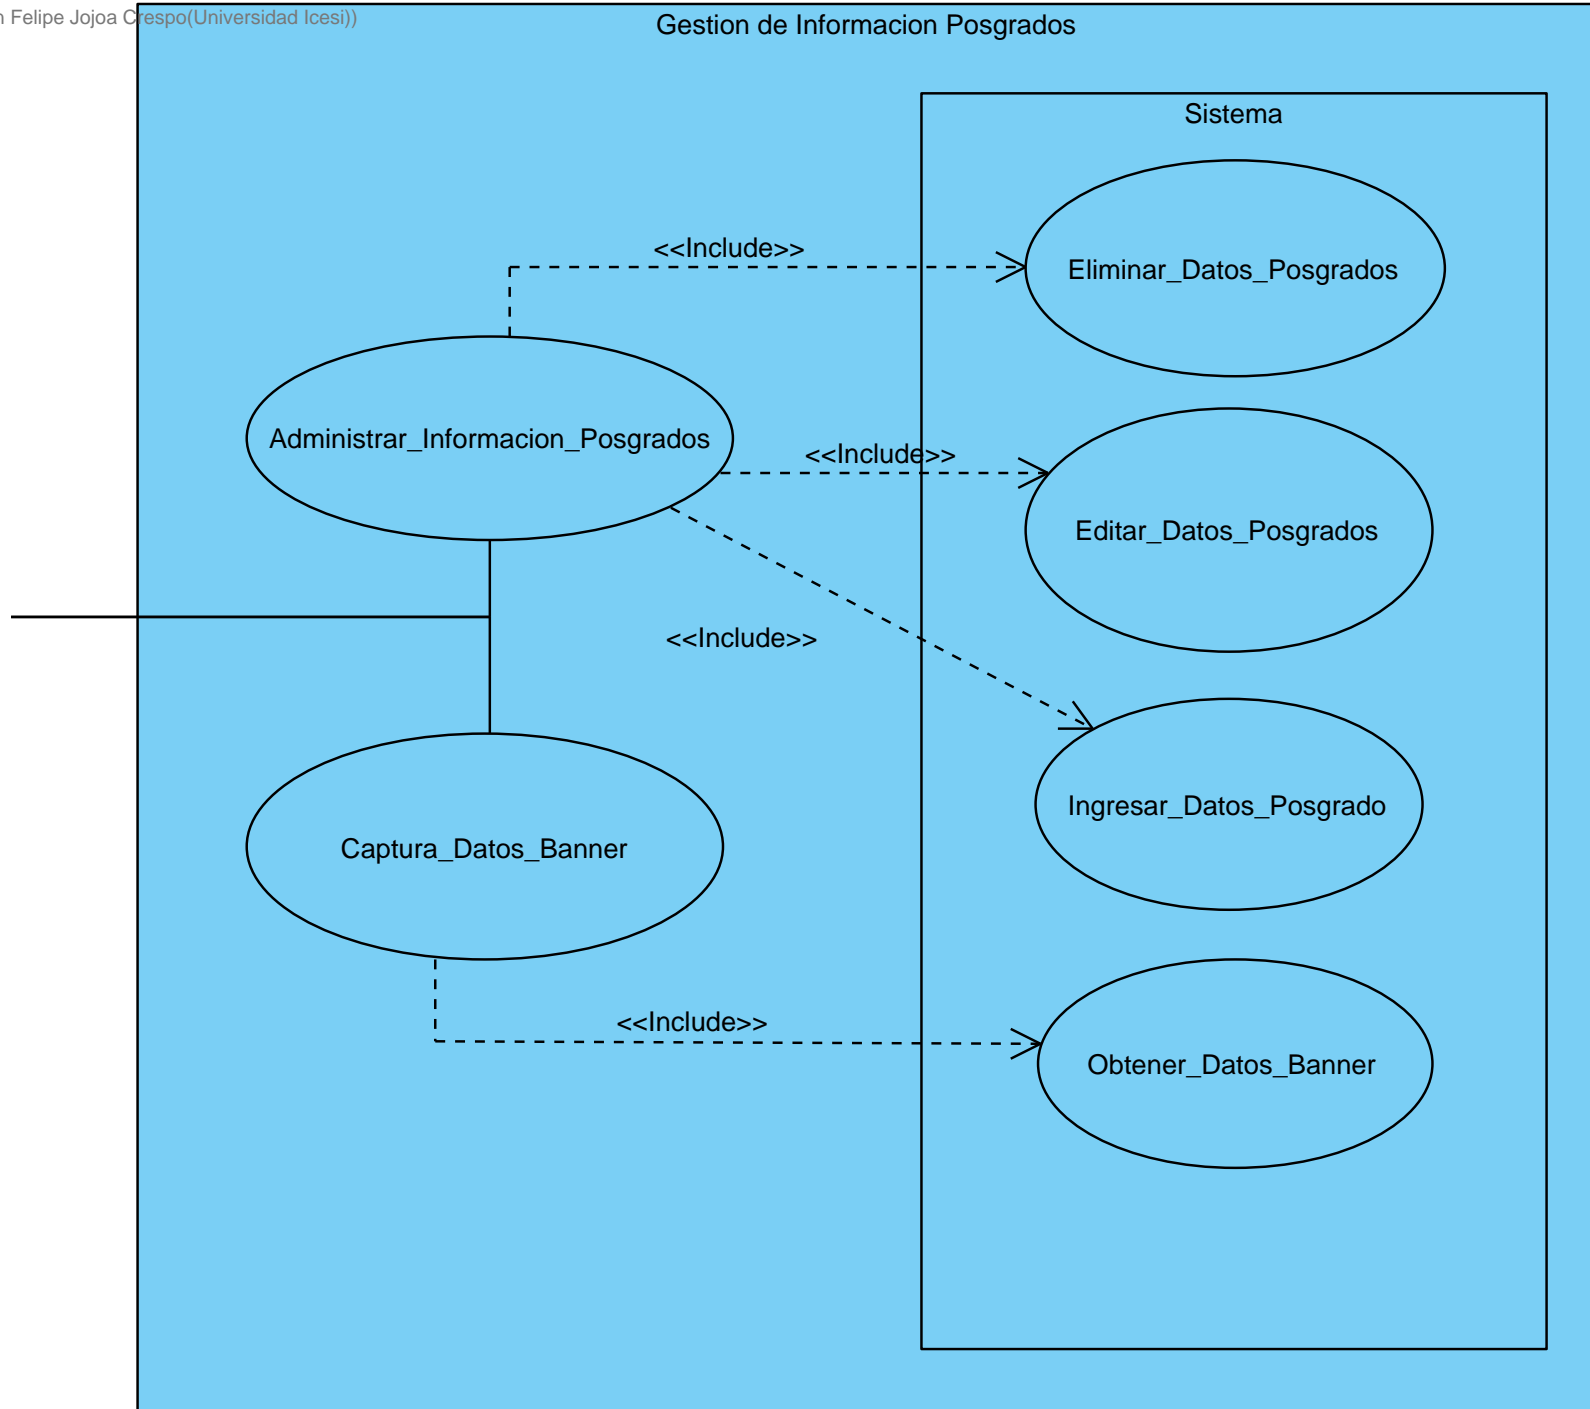 Felipe Jojoa Crespo(Universidad Icesi))
Gestion de Informacion Posgrados
Sistema
<<Include>>
Eliminar_Datos_Posgrados
Administrar_Informacion_Posgrados
<<Include>>
Editar_Datos_Posgrados
<<Include>>
Ingresar_Datos_Posgrado
Captura_Datos_Banner
<<Include>>
Obtener_Datos_Banner